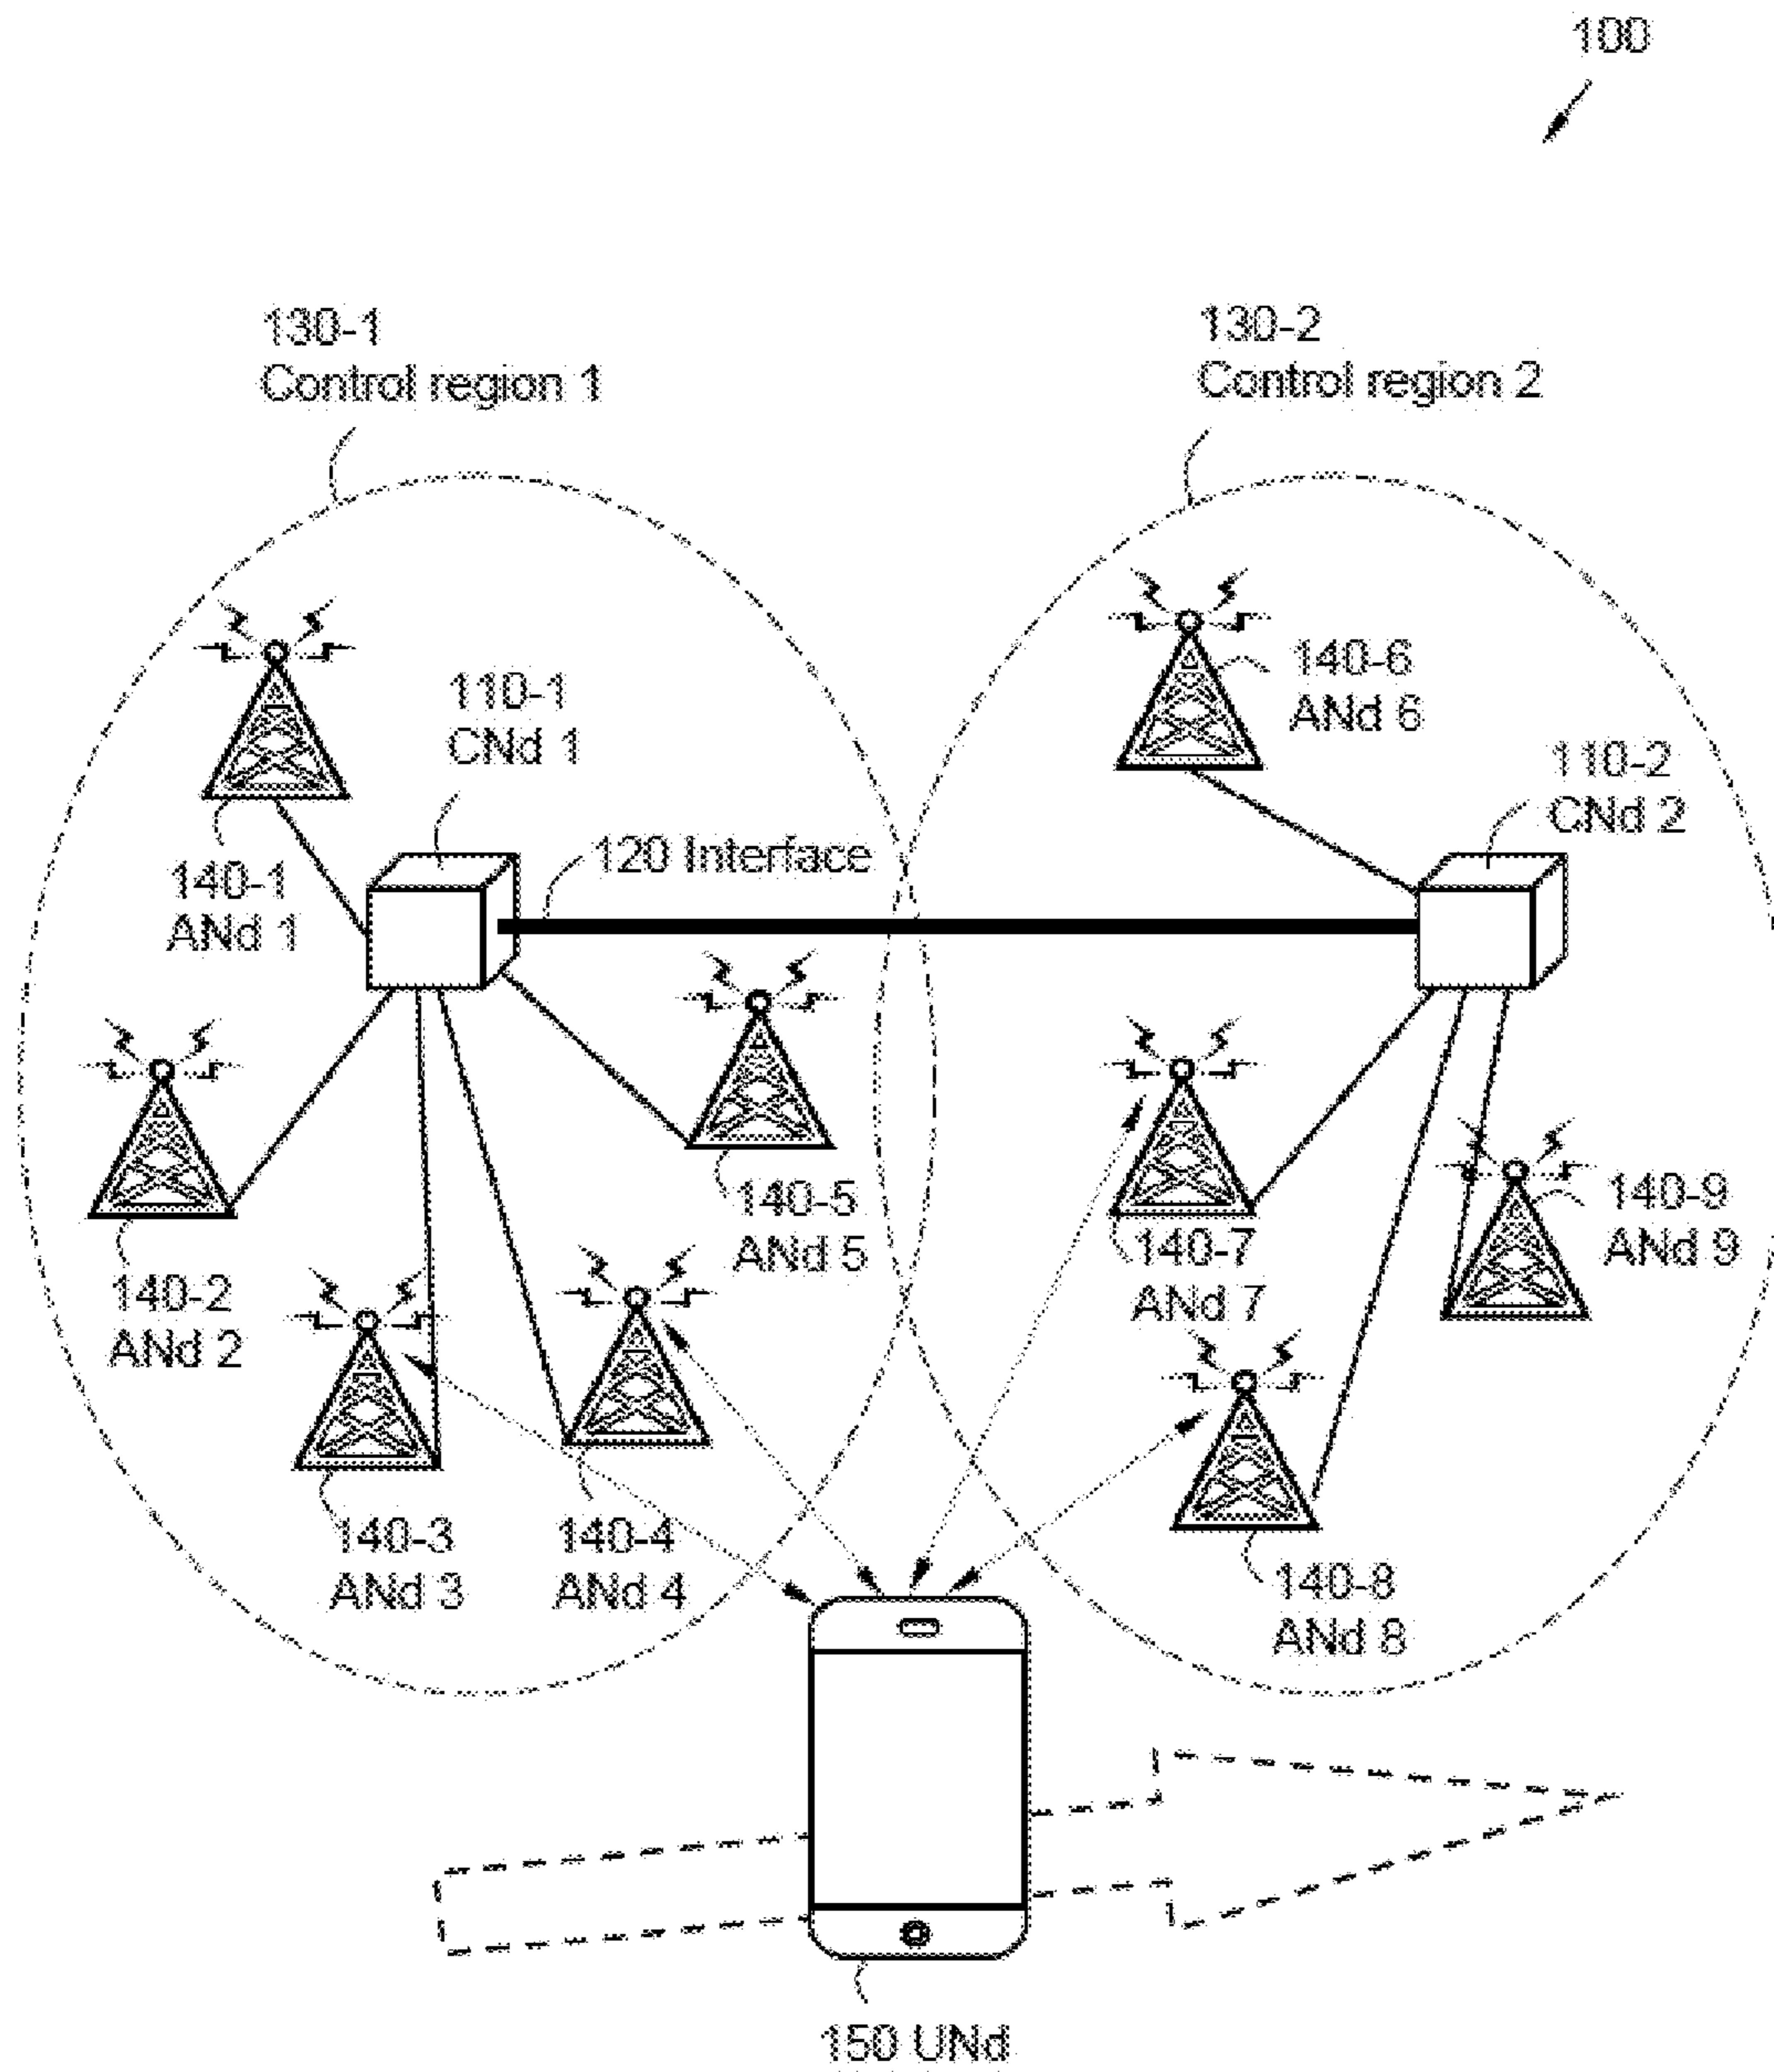 100
130-1
Control region 1
130-2
Control region 2
110-1
CNd 1
140-6
ANd 6
110-2
CNd 2
120 Interface
140-1
ANd 1
140-5
ANd 5
140-9
ANd 9
140-7
ANd 7
140-2
ANd 2
140-3
ANd 3
140-4
ANd 4
140-8
ANd 8
150 UNd